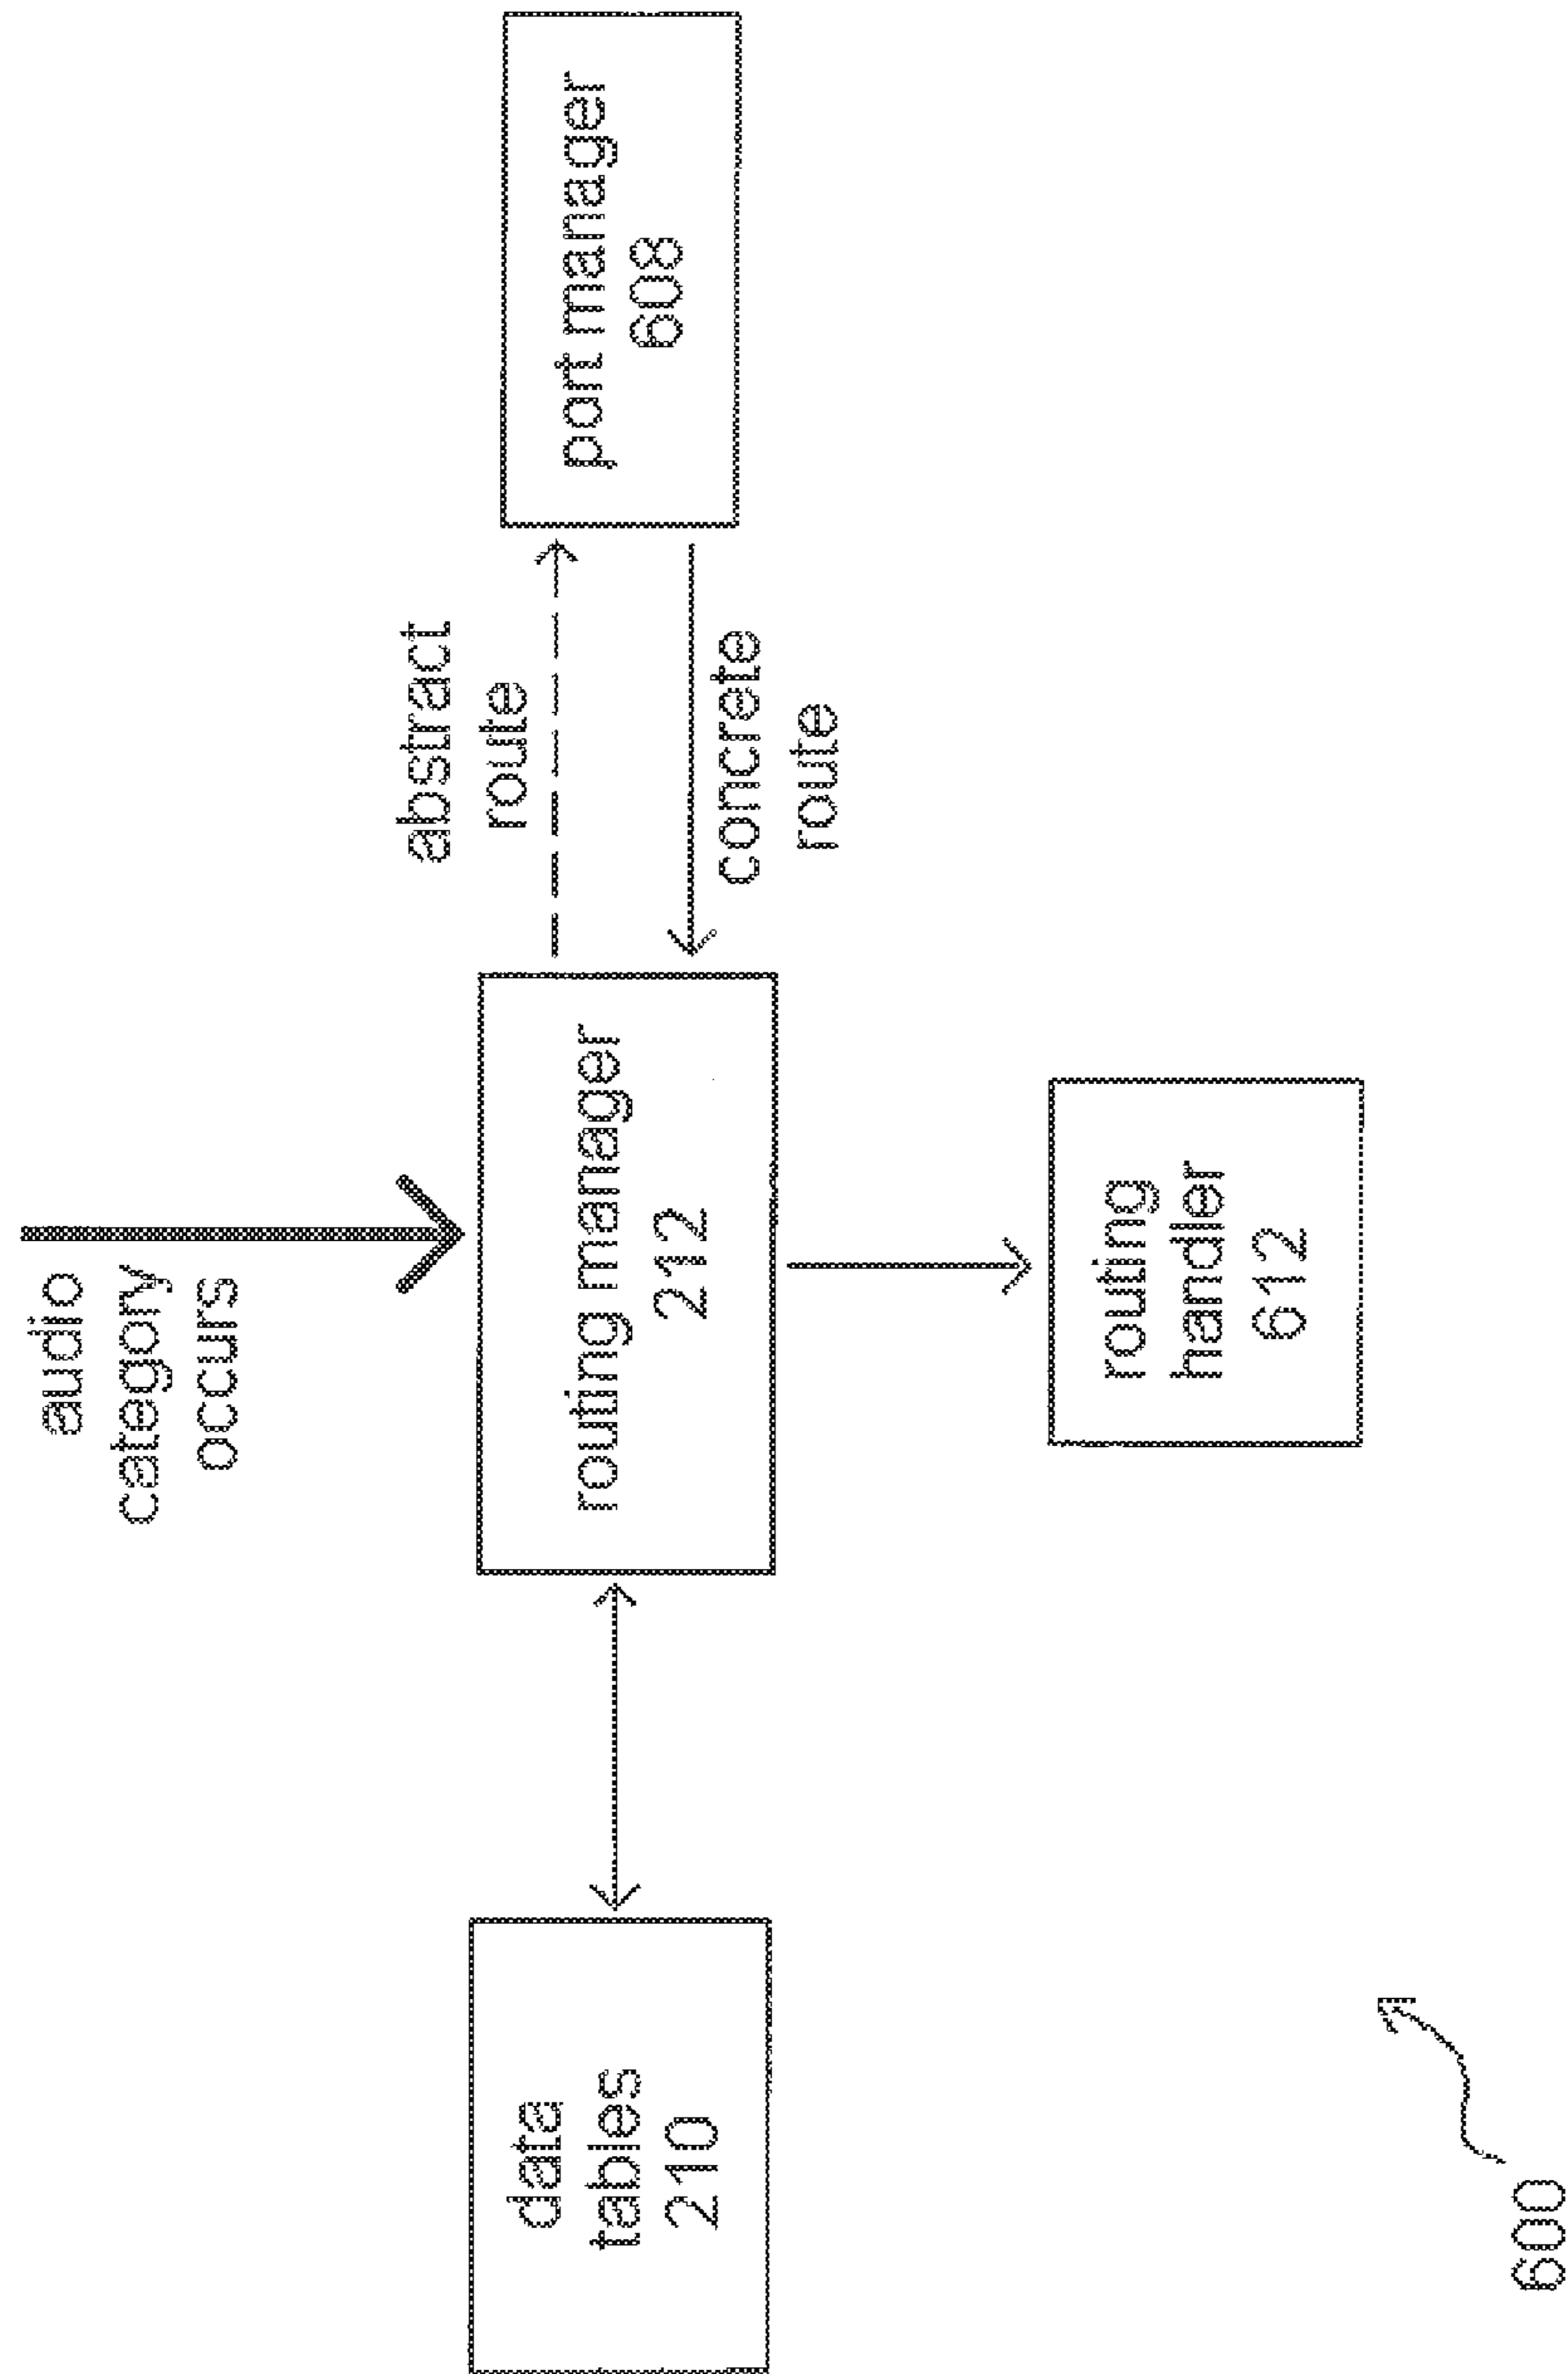 audio
category
occurs
data
tables
210
routing manager
212
abstract
route
concrete
route
port manager
608
routing
handler
612
600